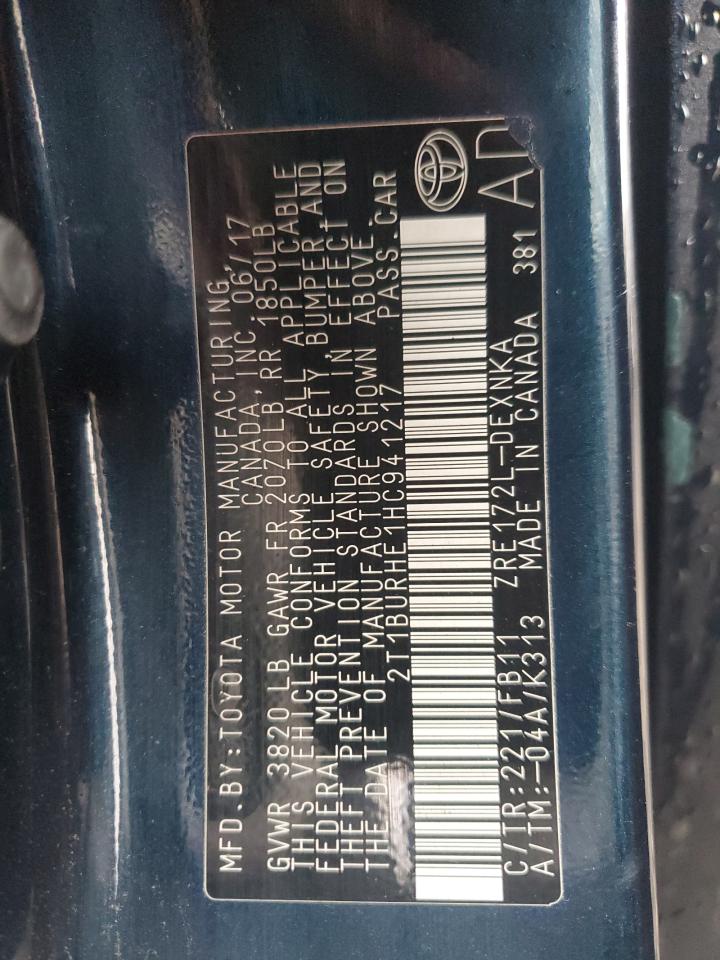 MFD.BY:TOYOTA MOTOR MANUFACTURING,
CANADA, INC. 06/17
GVWR 3820 LB GAWR FR 2070LB RR 1850LB
THIS VEHICLE CONFORMS TO ALL APPLICABLE
FEDERAL MOTOR VEHICLE SAFETY, BUMPER AND
THEFT PREVENTION STANDARDS IN EFFECT ON
THE DATE OF MANUFACTURE SHOWN ABOVE.
2T1BURHE1HC941217 PASS.CAR
C/TR:221/FB11 ZRE172L-DEXNKA
A/TM:-04A/K313 MADE IN CANADA 381